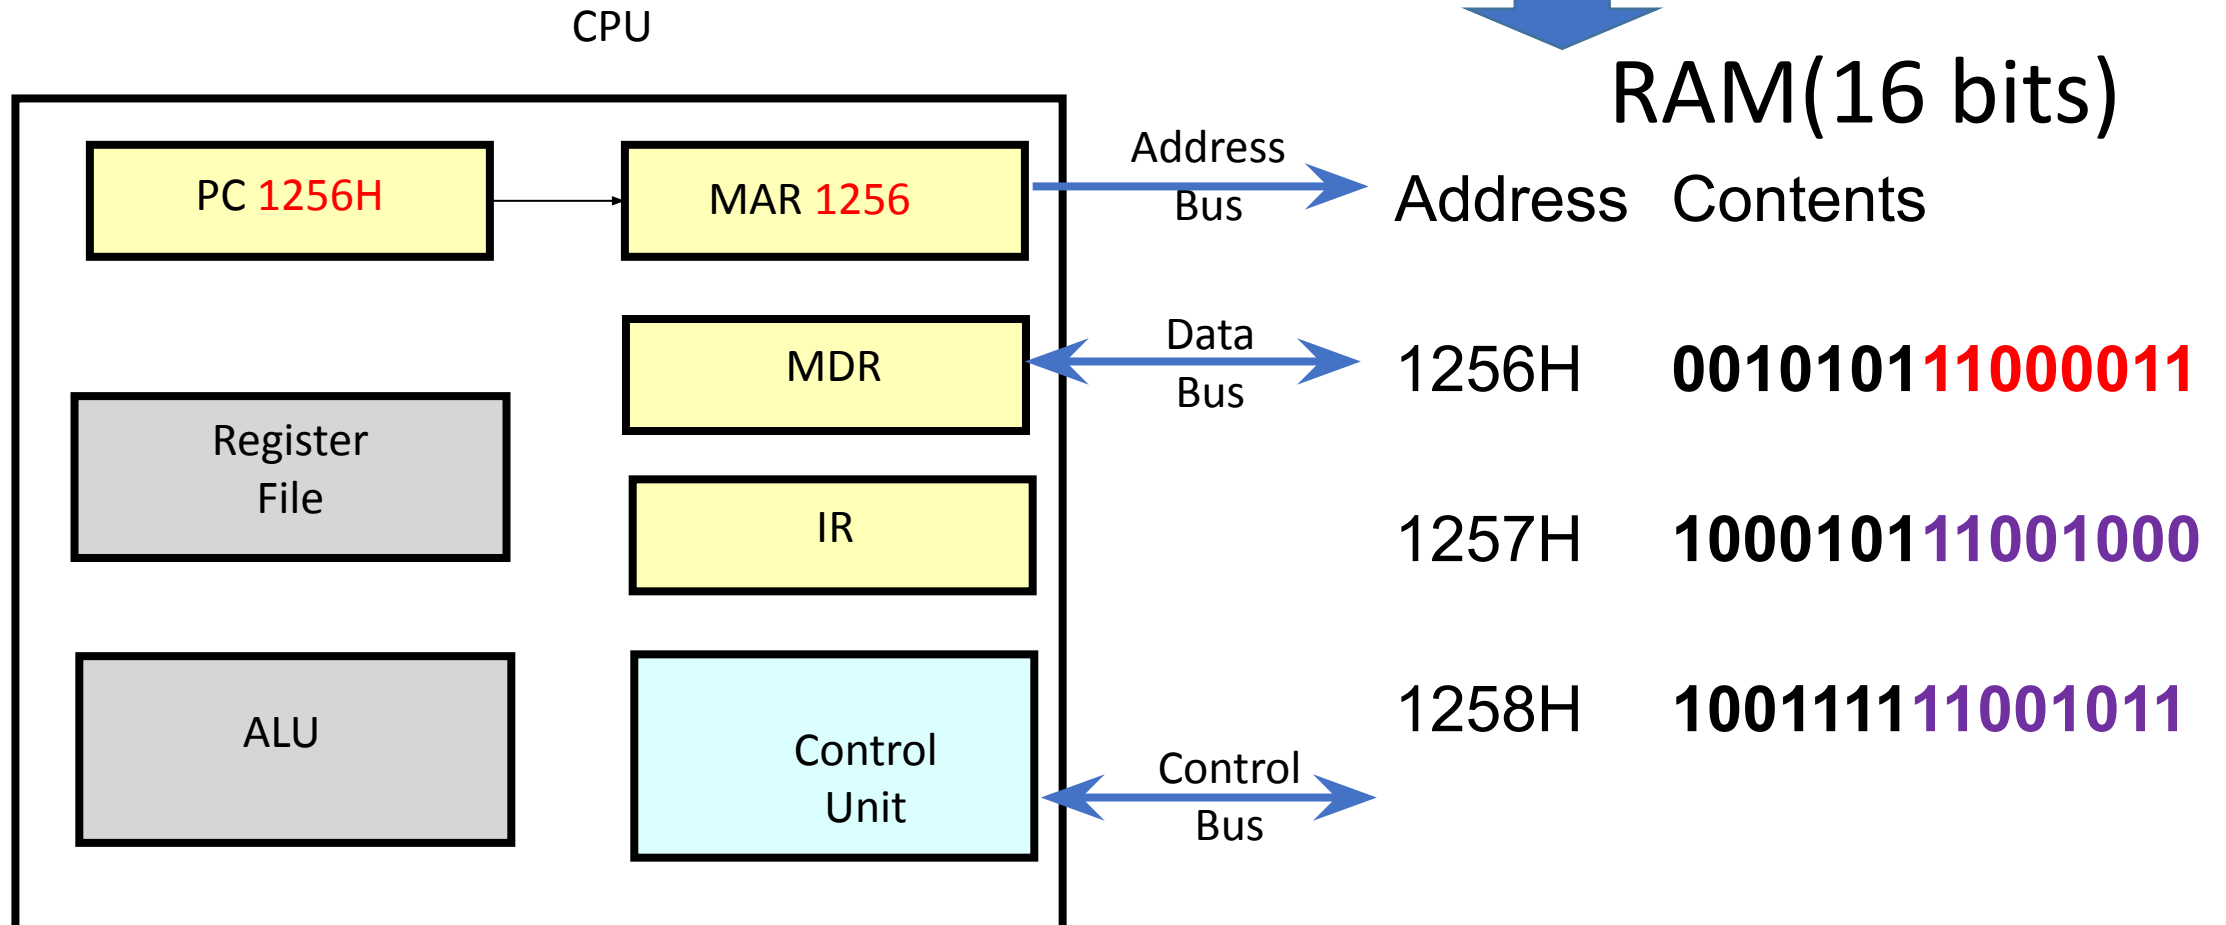 CPU
RAM(16 bits)
PC 1256H
MAR 1256
Address
Bus
Address Contents
MDR
Data
Bus
1256H 001010111000011
Register
File
IR
1257H 100010111001000
ALU
Control
Unit
1258H 100111111001011
Control
Bus